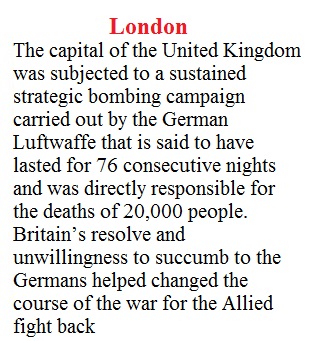 London
The capital of the United Kingdom
was subjected to a sustained
strategic bombing campaign
carried out by the German
Luftwaffe that is said to have
lasted for 76 consecutive nights
and was directly responsible for
the deaths of 20,000 people.
Britain’s resolve and
unwillingness to succumb to the
Germans helped changed the
course of the war for the Allied
fight back